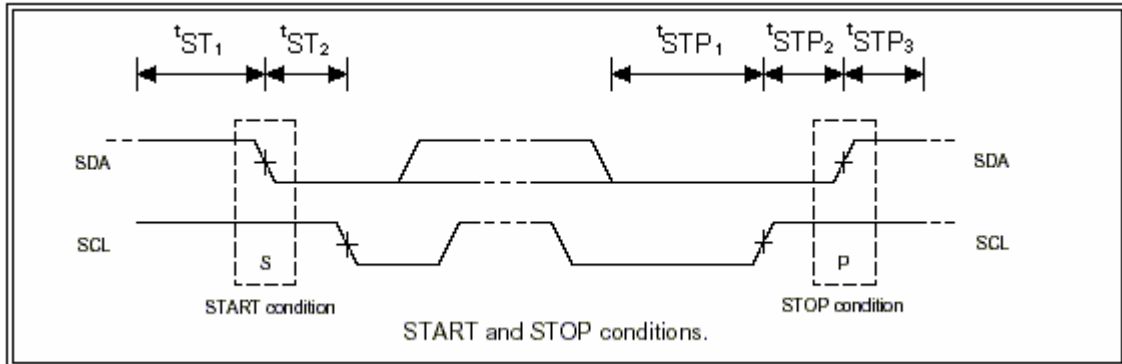 tST1 tST2 tSTP1 tSTP2 tSTP3
SDA SDA
SCL SCL
S P
START condition STOP condition
START and STOP conditions.